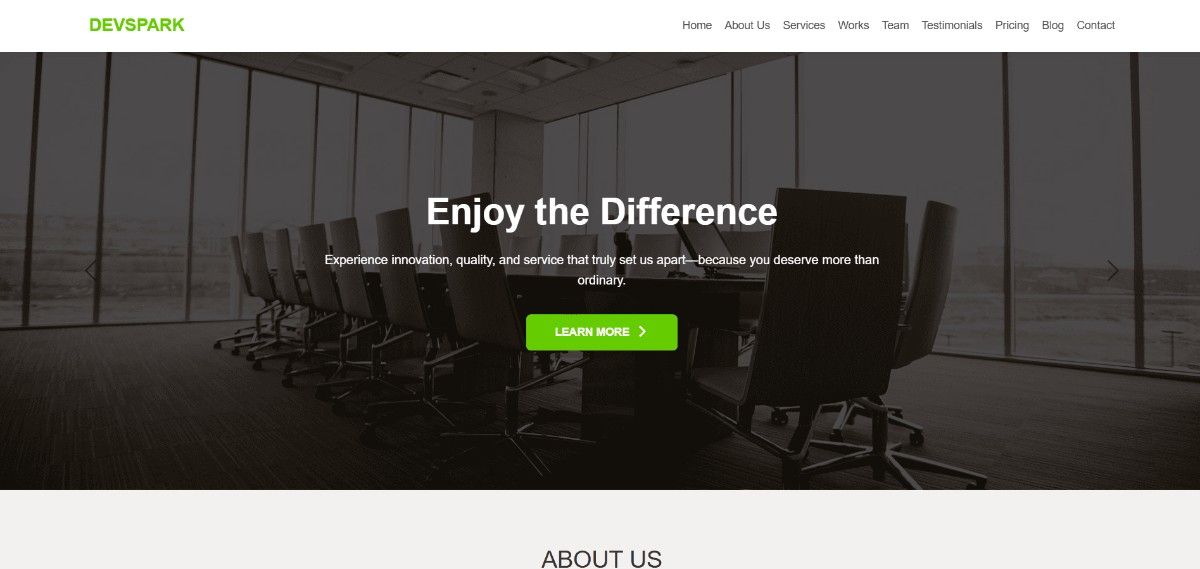 DEVSPARK
Home About Us Services Works Team Testimonials Pricing Blog Contact
Enjoy the Difference
Experience innovation, quality, and service that truly set us apart—because you deserve more than
ordinary.
LEARN MORE
ABOUT US